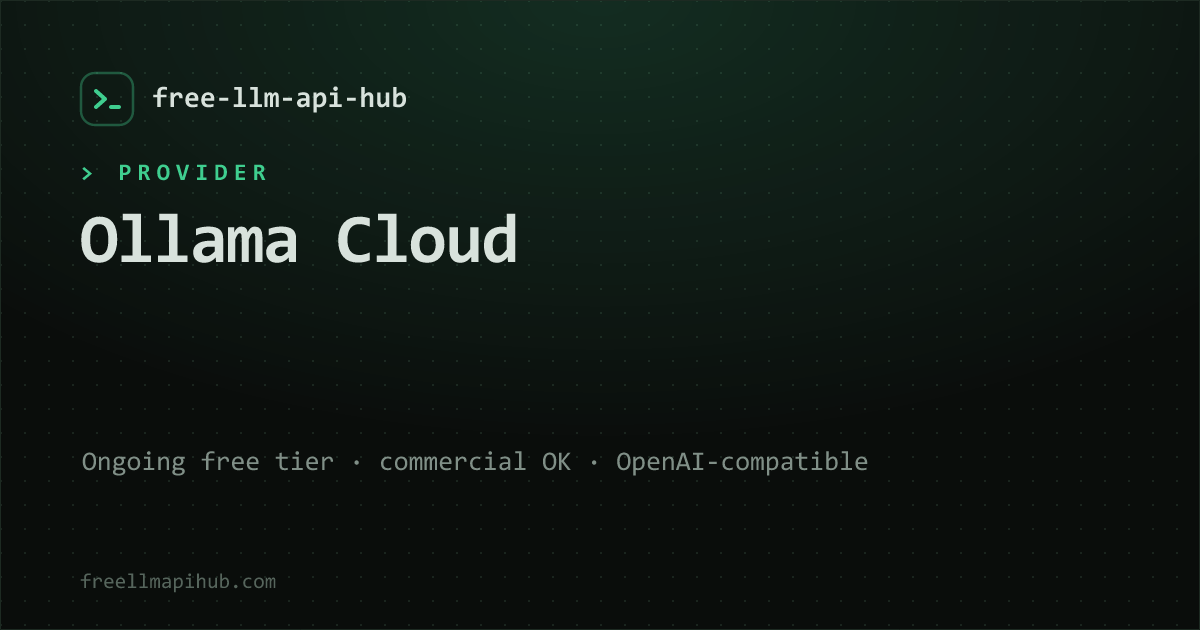 free-llm-api-hub
> PROVIDER
Ollama Cloud
Ongoing free tier · commercial OK · OpenAI-compatible
freellmapihub.com